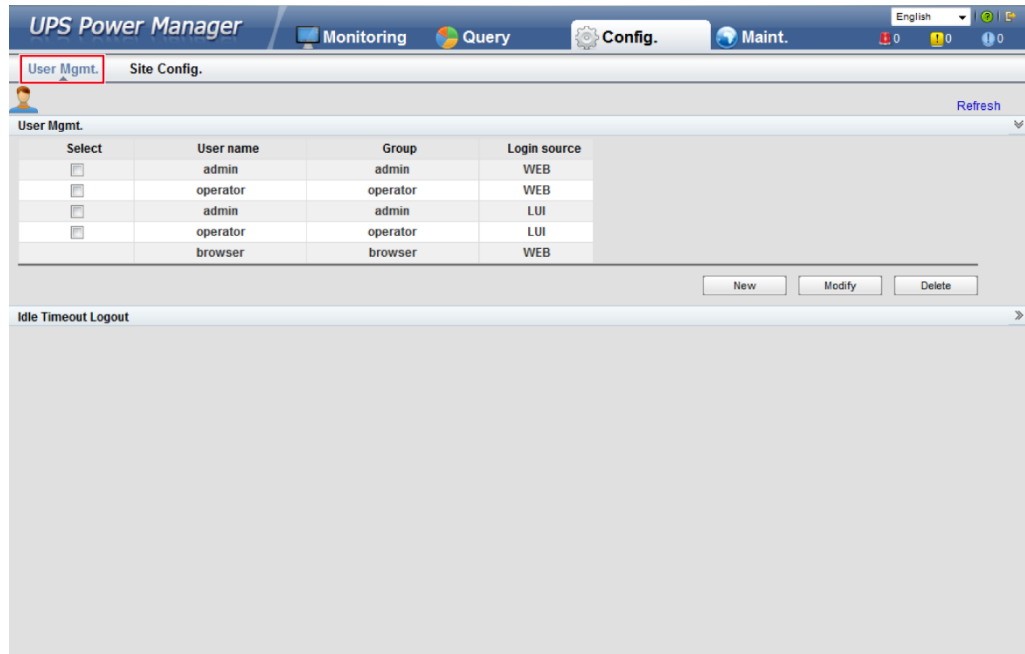 UPS Power Manager
Monitoring Query Config. Maint.
English
0 0 0
User Mgmt. Site Config.
Refresh
User Mgmt.
Select User name Group Login source
admin admin WEB
operator operator WEB
admin admin LUI
operator operator LUI
browser browser WEB
New Modify Delete
Idle Timeout Logout